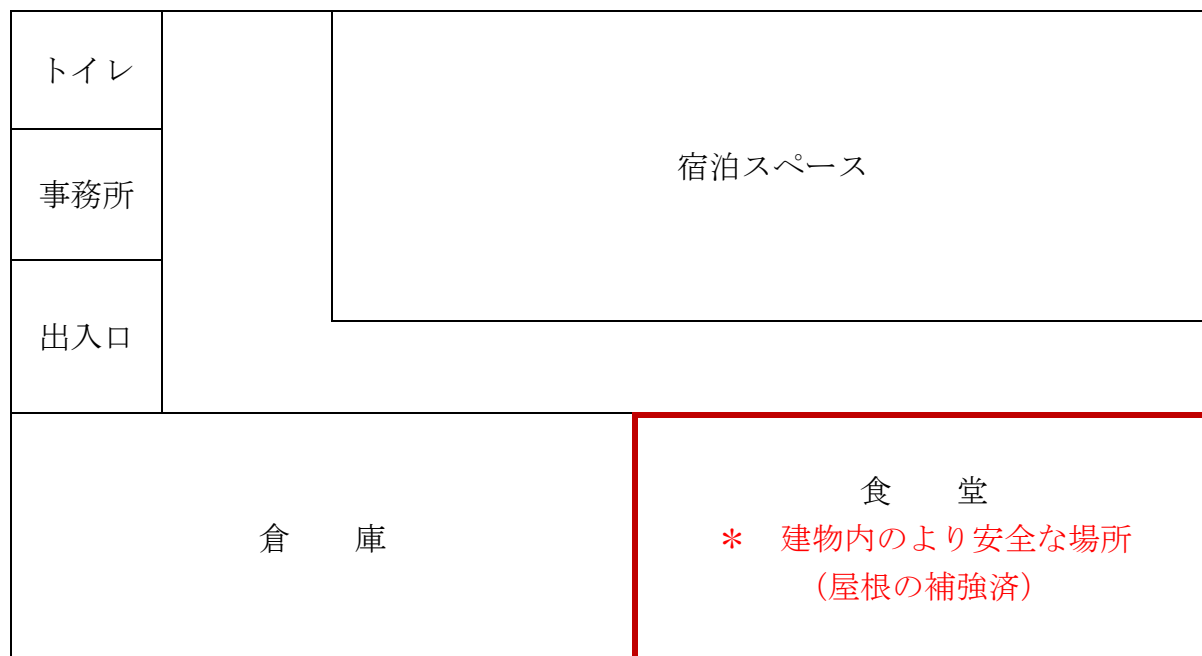 トイレ
宿泊スペース
事務所
出入口
倉　庫
食　堂
＊　建物内のより安全な場所
（屋根の補強済）